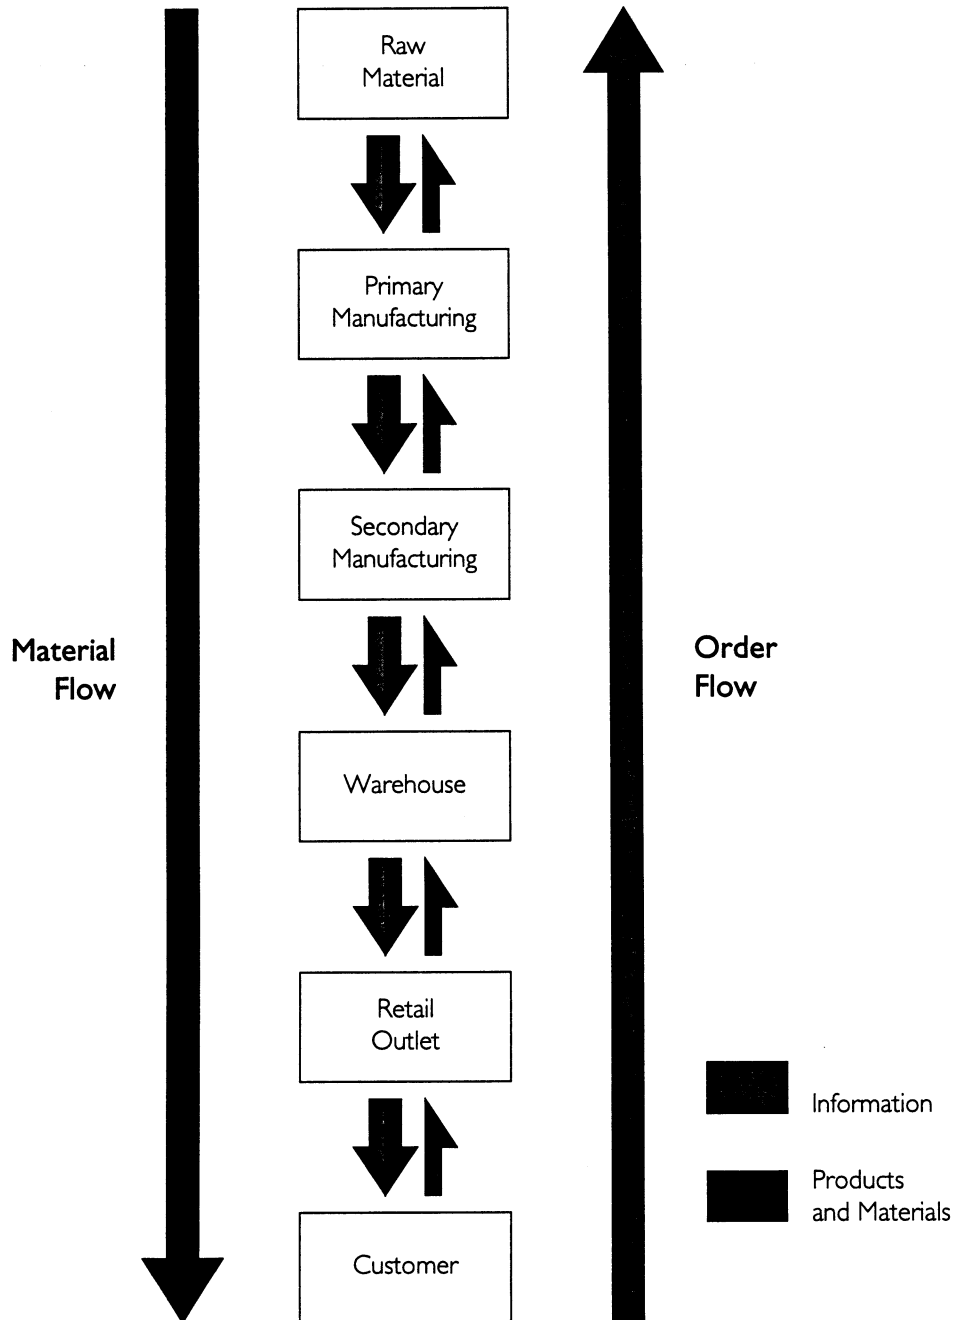 Raw
Material
Primary
Manufacturing
Secondary
Manufacturing
Material
Flow
Order
Flow
Warehouse
Retail
Outlet
Information
Products
and Materials
Customer